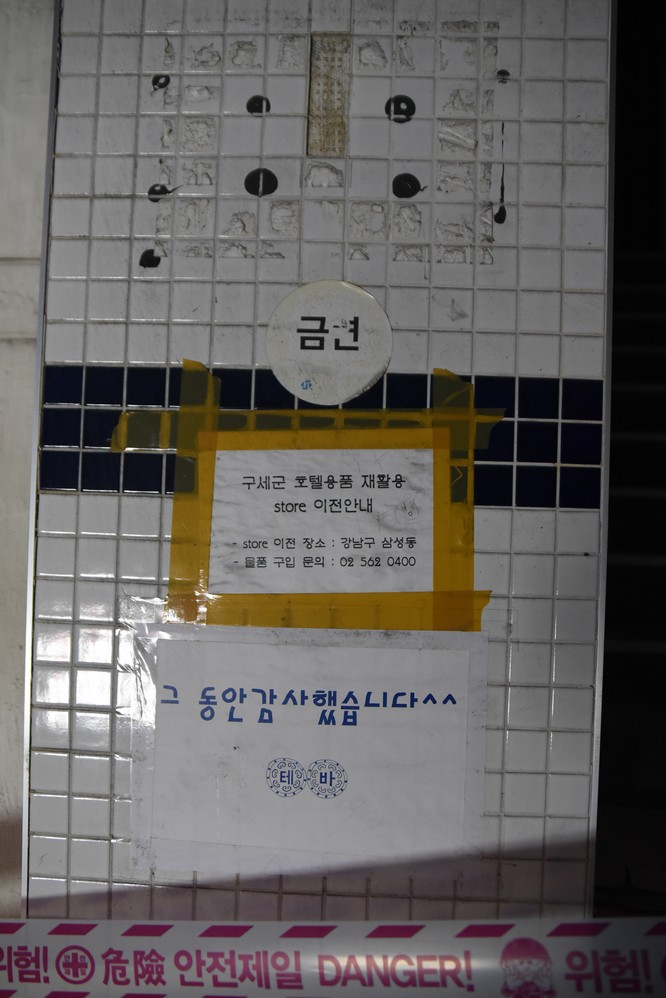 금연
구세군 호텔용품 재활용
store 이전안내
- store 이전 장소 : 강남구 삼성동
- 물품 구입 문의 : 02 562 0400
그 동안감사했습니다^^
테 바
위험! 危險 안전제일 DANGER! 위험!